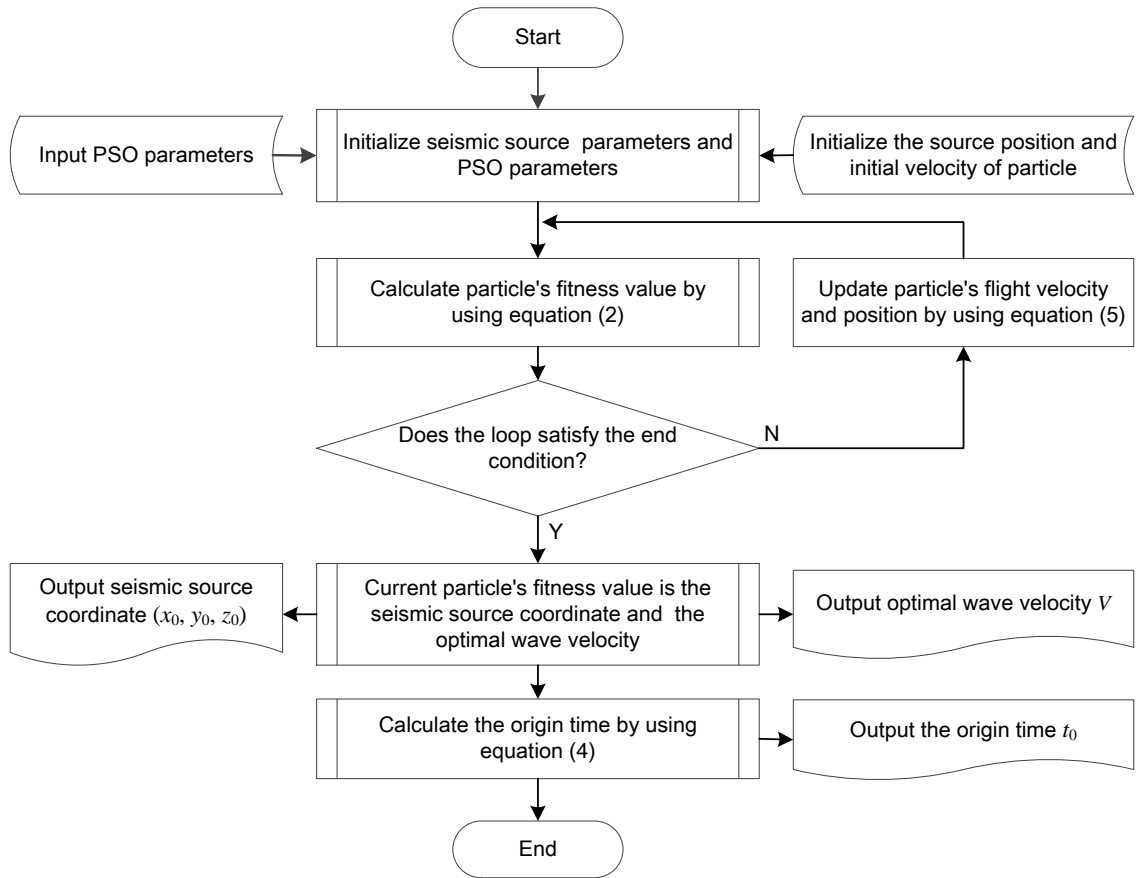 Start
Input PSO parameters
Initialize seismic source parameters and
PSO parameters
Initialize the source position and
initial velocity of particle
Calculate particle's fitness value by
using equation (2)
Update particle's flight velocity
and position by using equation (5)
Does the loop satisfy the end
condition?
N
Y
Output seismic source
coordinate (x₀, y₀, z₀)
Current particle's fitness value is the
seismic source coordinate and the
optimal wave velocity
Output optimal wave velocity V
Calculate the origin time by using
equation (4)
Output the origin time t₀
End